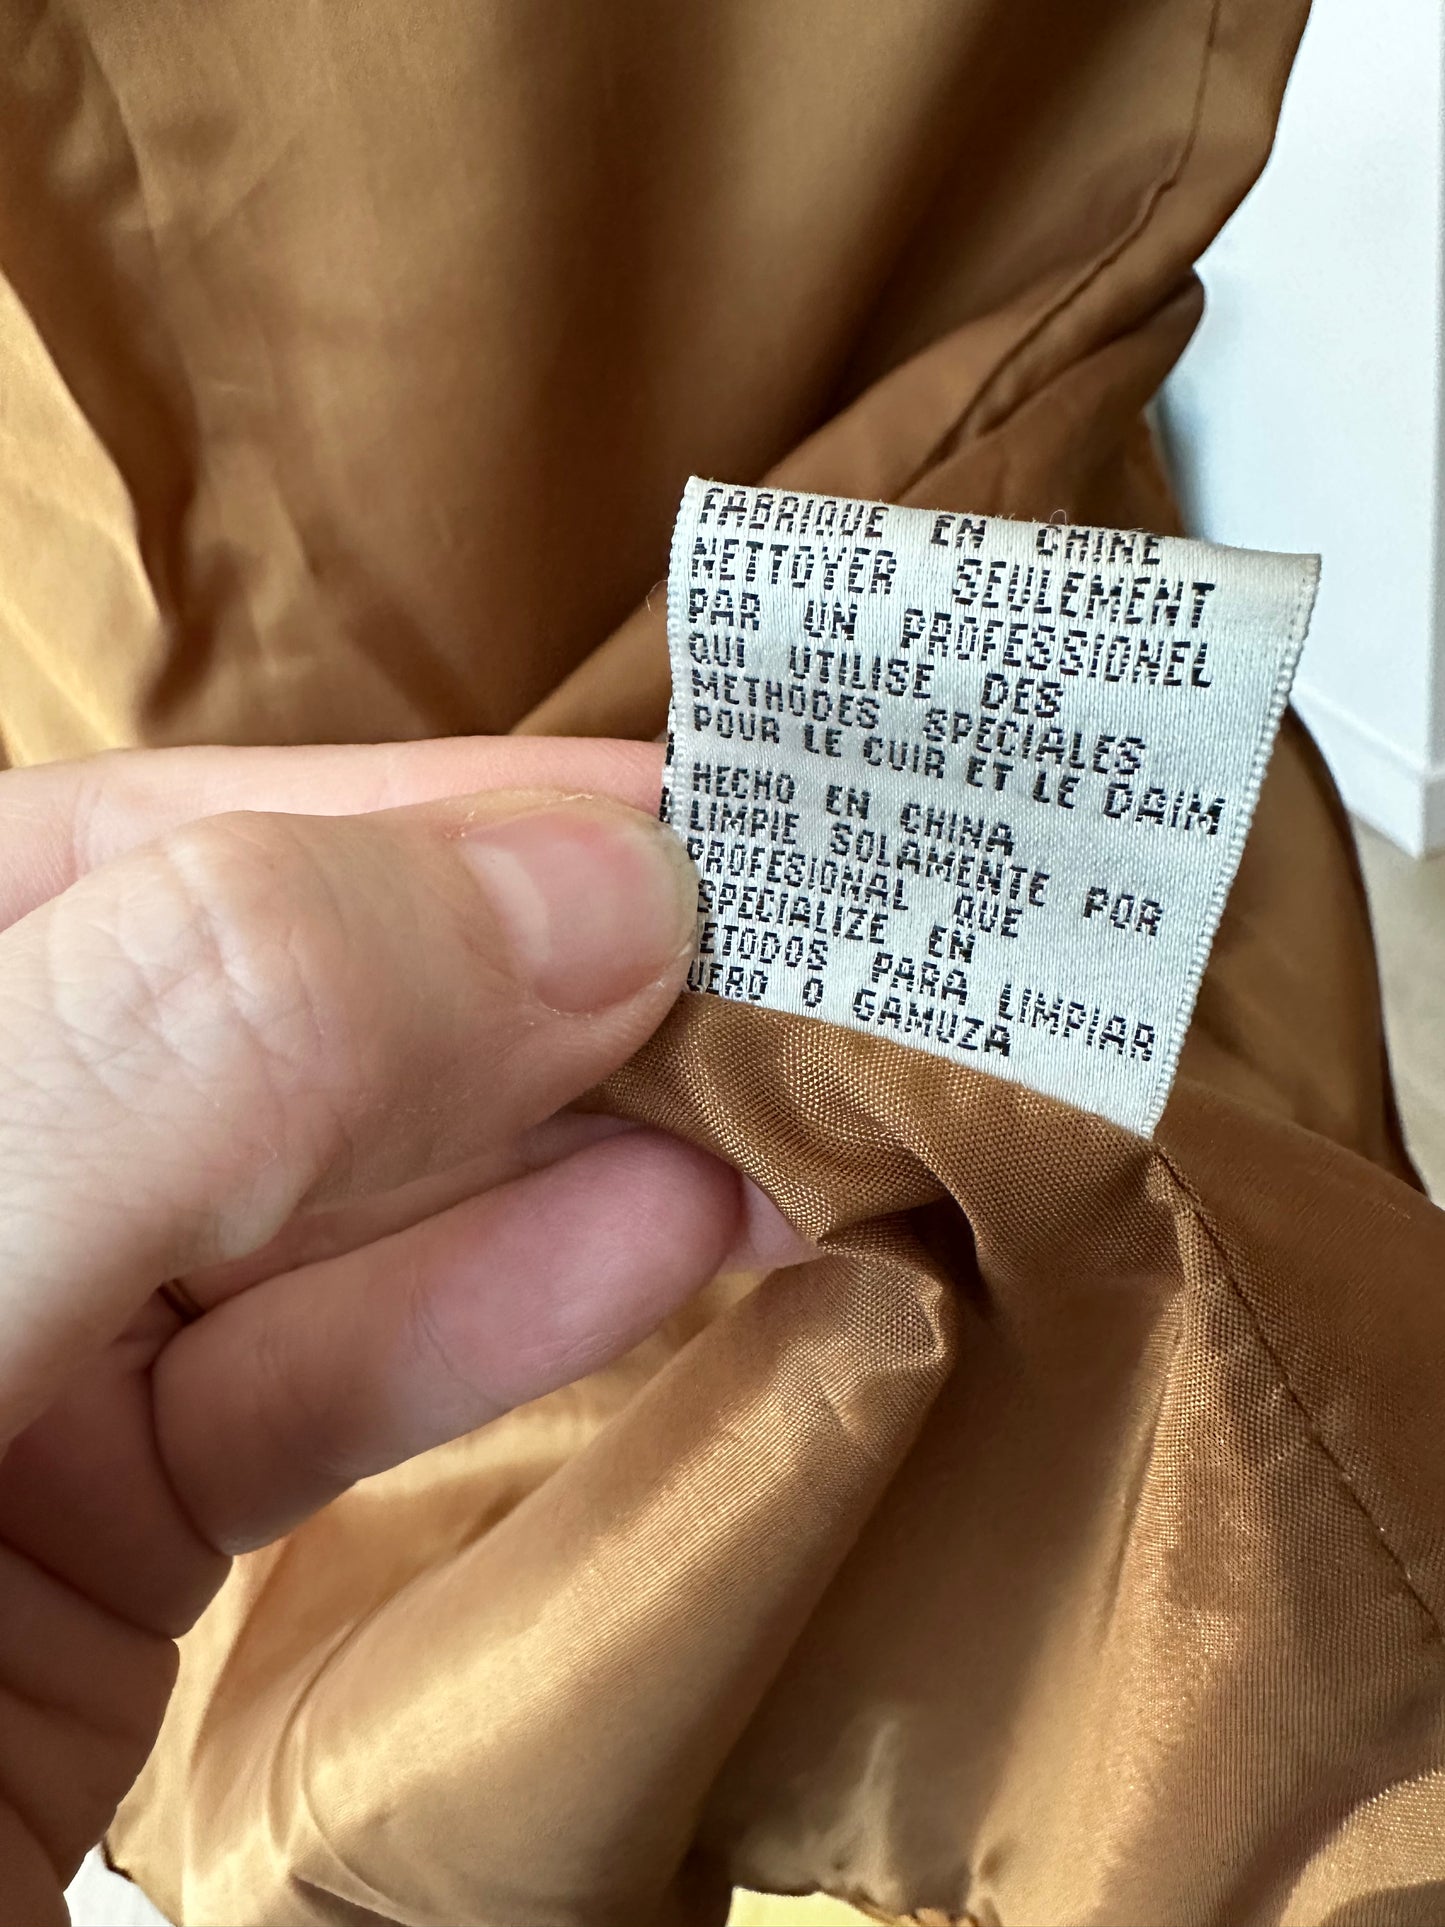 FABRIQUE EN CHINE
NETTOYER SEULEMENT
PAR UN PROFESSIONEL
QUI UTILISE DES
METHODES SPECIALES
POUR LE CUIR ET LE DAIM
HECHO EN CHINA
LIMPIE SOLAMENTE POR
PROFESIONAL QUE
SPECIALIZE EN
ETODOS PARA LIMPIAR
UERO O GAMUZA